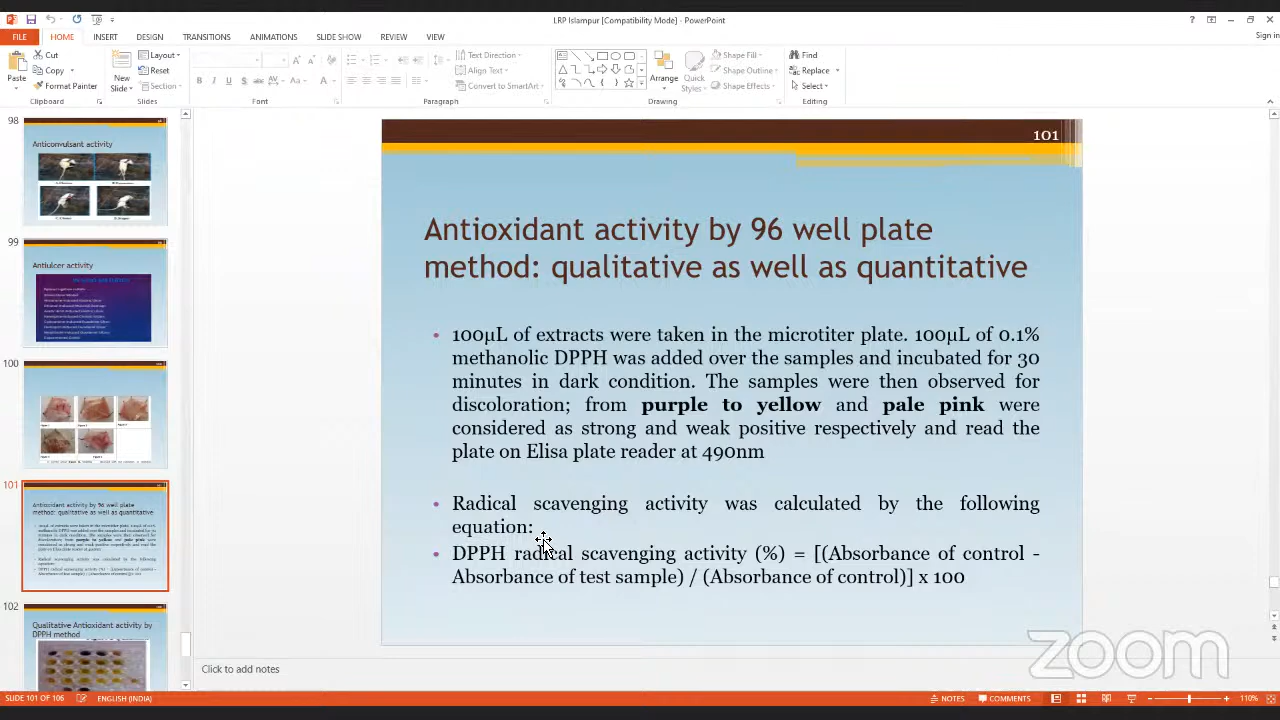 LRP Islampur [Compatibility Mode] - PowerPoint
Sign in
FILE HOME INSERT DESIGN TRANSITIONS ANIMATIONS SLIDE SHOW REVIEW VIEW
Cut
Copy
Format Painter
Paste
Clipboard
New
Slide
Layout
Reset
Section
Slides
Font
Text Direction
Align Text
Convert to SmartArt
Paragraph
Arrange
Quick
Styles
Shape Fill
Shape Outline
Shape Effects
Drawing
Find
Replace
Select
Editing
98
Anticonvulsant activity
99
Antiulcer activity
100
101
Antioxidant activity by 96 well plate
method: qualitative as well as quantitative
102
Qualitative Antioxidant activity by
DPPH method
101
Antioxidant activity by 96 well plate
method: qualitative as well as quantitative
• 100µL of extracts were taken in the microtiter plate. 100µL of 0.1%
methanolic DPPH was added over the samples and incubated for 30
minutes in dark condition. The samples were then observed for
discoloration; from purple to yellow and pale pink were
considered as strong and weak positive respectively and read the
plate on Elisa plate reader at 490nm
• Radical scavenging activity was calculated by the following
equation:
• DPPH radical scavenging activity (%) = [(Absorbance of control -
Absorbance of test sample) / (Absorbance of control)] x 100
zoom
Click to add notes
SLIDE 101 OF 106 ENGLISH (INDIA) NOTES COMMENTS 110%